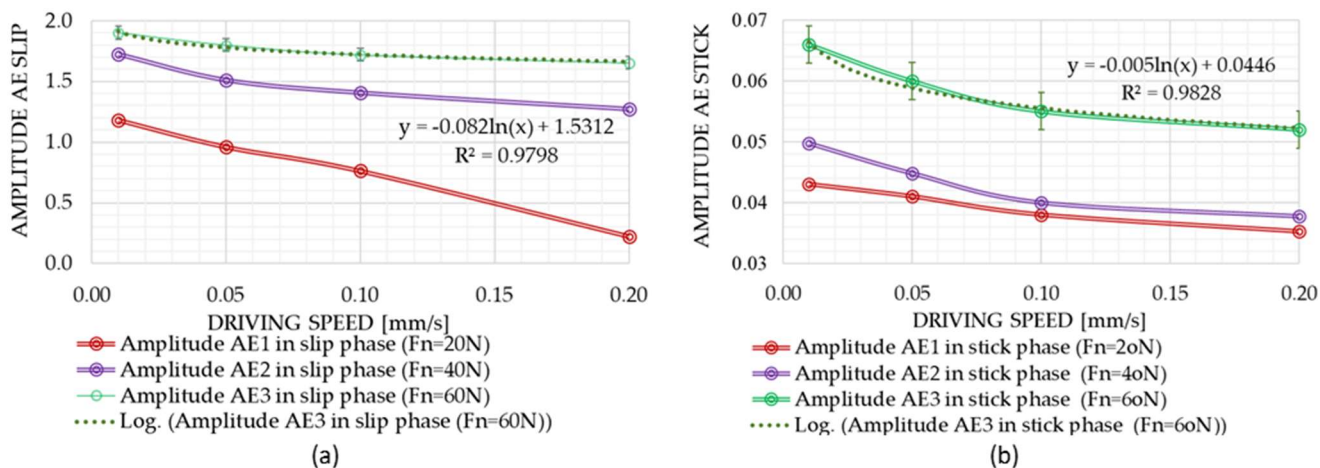 AMPLITUDE AE SLIP
2.0
1.5
1.0
0.5
0.0
y = -0.082ln(x) + 1.5312
R² = 0.9798
0.00 0.05 0.10 0.15 0.20
DRIVING SPEED [mm/s]
Amplitude AE1 in slip phase (Fn=20N)
Amplitude AE2 in slip phase (Fn=40N)
Amplitude AE3 in slip phase (Fn=60N)
Log. (Amplitude AE3 in slip phase (Fn=60N))
(a)
AMPLITUDE AE STICK
0.07
0.06
0.05
0.04
0.03
y = -0.005ln(x) + 0.0446
R² = 0.9828
0.00 0.05 0.10 0.15 0.20
DRIVING SPEED [mm/s]
Amplitude AE1 in stick phase (Fn=2oN)
Amplitude AE2 in stick phase (Fn=4oN)
Amplitude AE3 in stick phase (Fn=6oN)
Log. (Amplitude AE3 in stick phase (Fn=6oN))
(b)